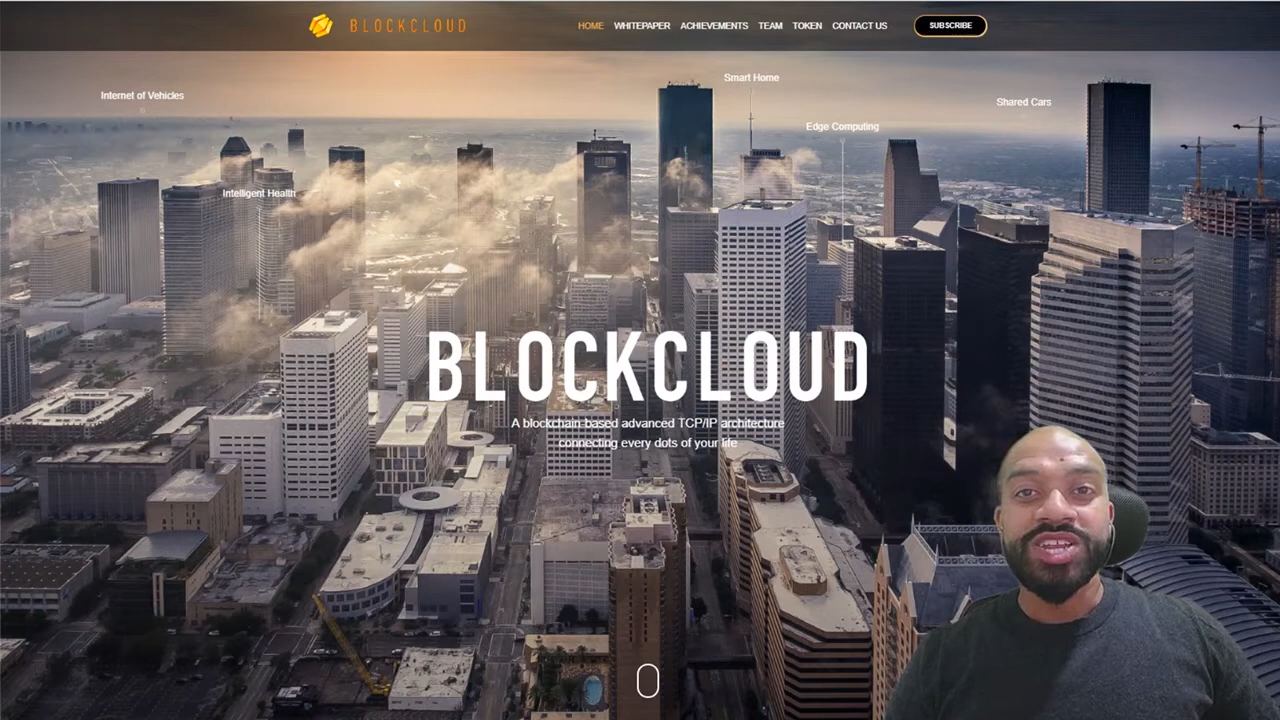 BLOCKCLOUD
HOME WHITEPAPER ACHIEVEMENTS TEAM TOKEN CONTACT US SUBSCRIBE
Smart Home
Internet of Vehicles
Shared Cars
Edge Computing
Intelligent Health
BLOCKCLOUD
A blockchain-based advanced TCP/IP architecture
connecting every dots of your life